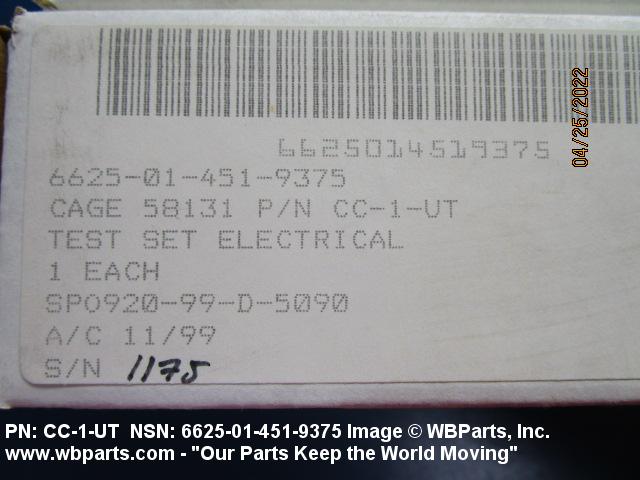 6625014519375
04/25/2022
6625-01-451-9375
CAGE 58131 P/N CC-1-UT
TEST SET ELECTRICAL
1 EACH
SPO920-99-D-5090
A/C 11/99
S/N 1175
PN: CC-1-UT NSN: 6625-01-451-9375 Image © WBParts, Inc.
www.wbparts.com - "Our Parts Keep the World Moving"